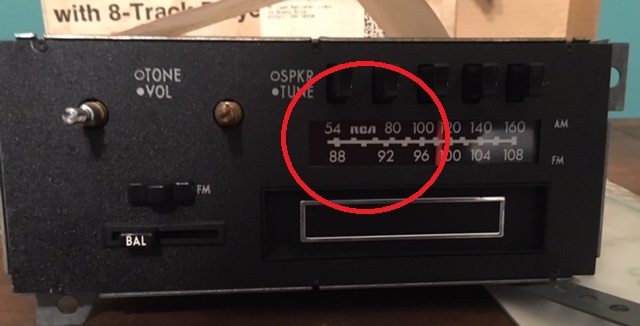 with 8-Track Playe
TONE
VOL
SPKR
TUNE
54 RCA 80 100 120 140 160 AM
88 92 96 100 104 108 FM
FM
BAL